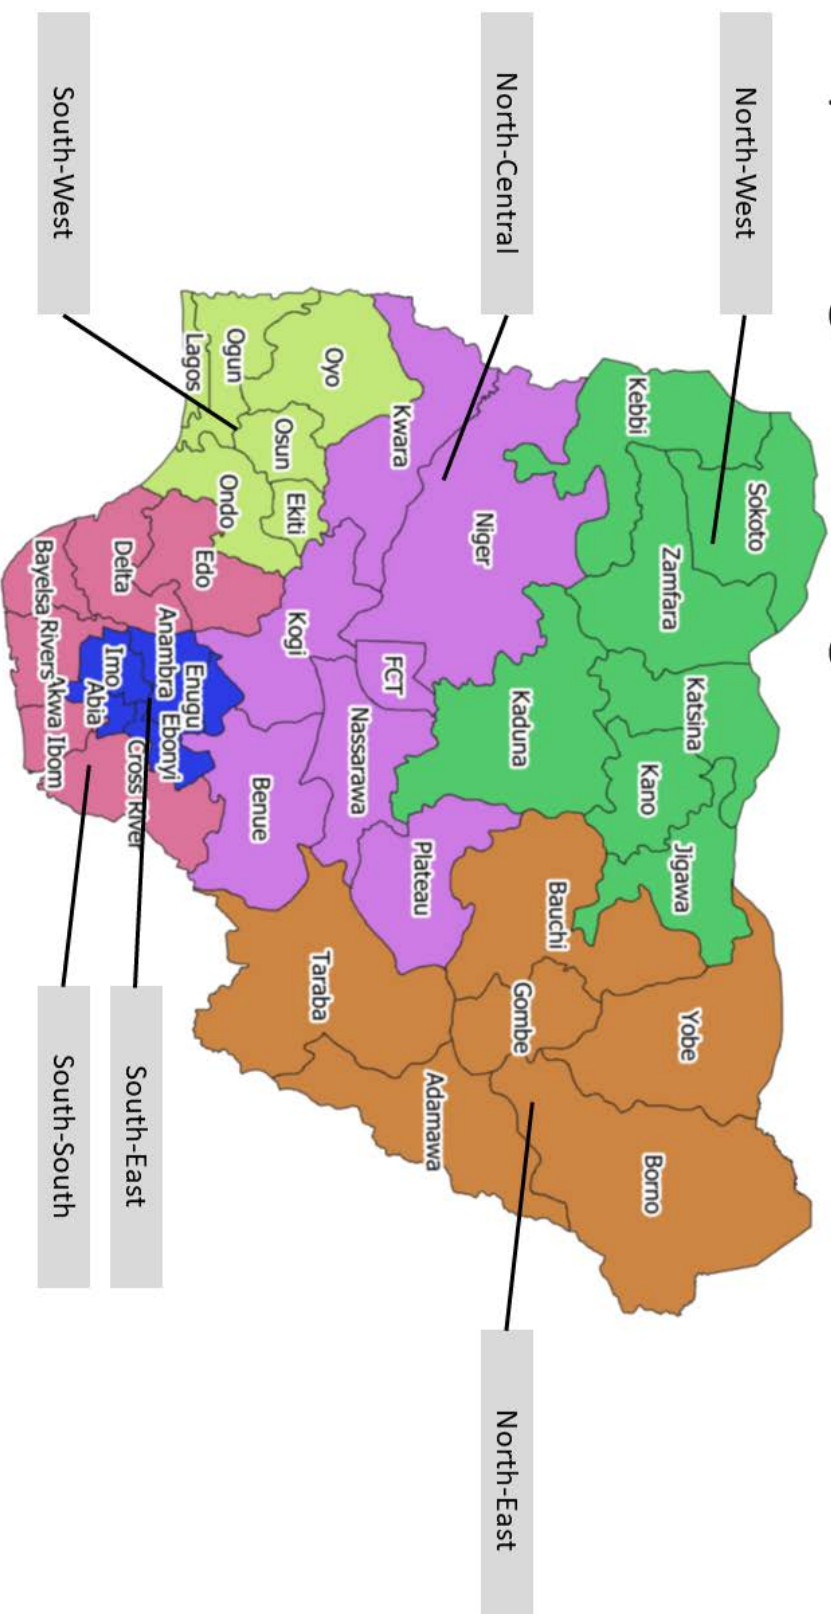 North-West
Sokoto
Katsina
Yobe
Jigawa
Zamfara
Borno
Kano
Kebbi
Bauchi
Gombe
Kaduna
North-Central
North-East
Niger
Adamawa
Plateau
Kwara
FCT
Nassarawa
Oyo
Taraba
Kogi
Ekiti
Osun
Benue
Ogun
Ondo
Edo
Lagos
Enugu
Ebonyi
Anambra
Cross River
South-East
Delta
Imo
Abia
South-West
South-South
Bayelsa
Rivers
Akwa Ibom